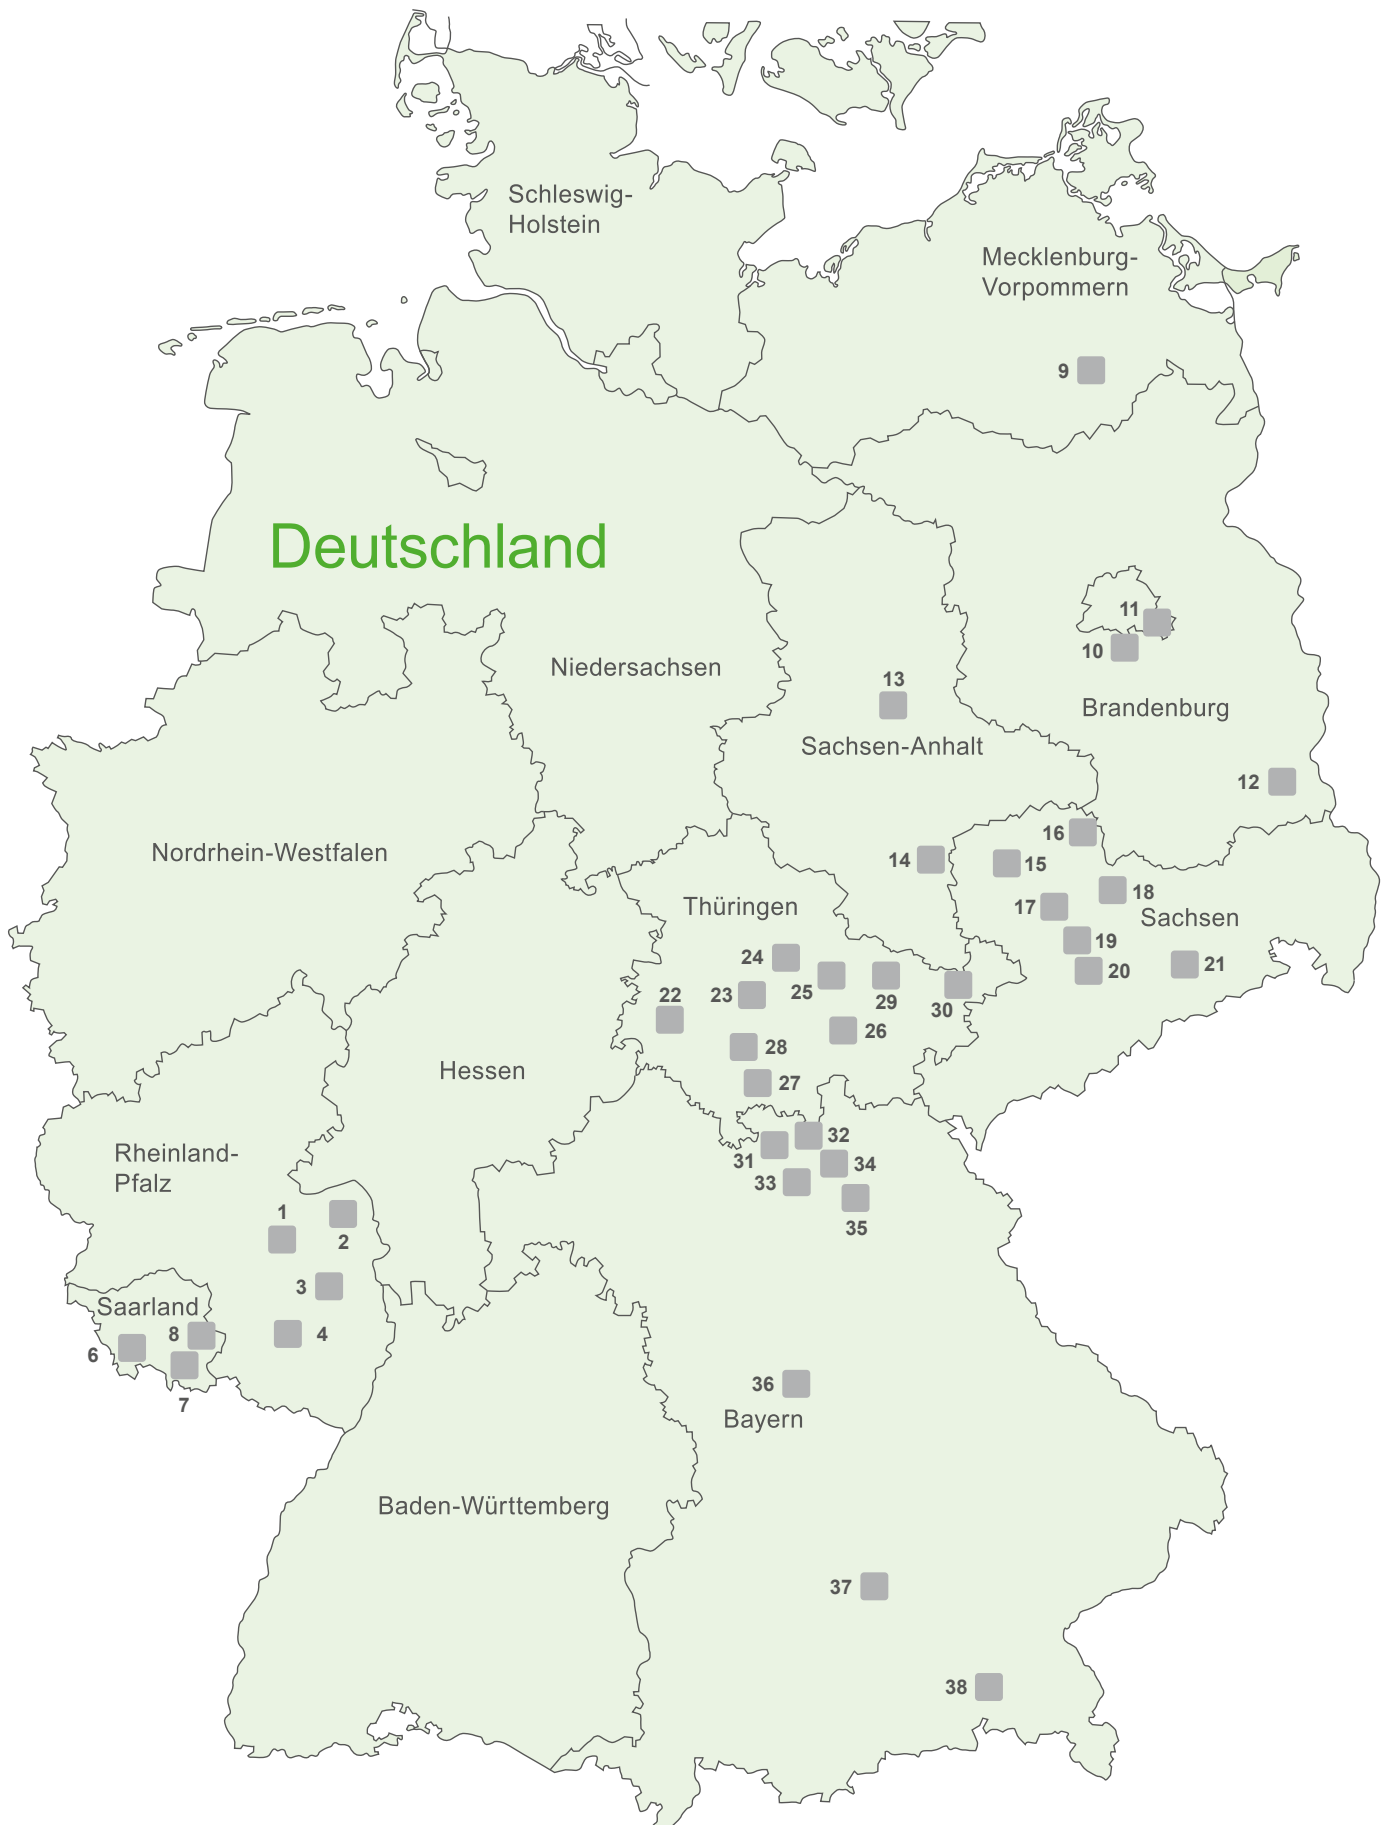 Schleswig-
Holstein
Mecklenburg-
Vorpommern
9
Deutschland
11
10
Niedersachsen
13
Brandenburg
Sachsen-Anhalt
12
16
Nordrhein-Westfalen
14
15
18
Thüringen
17
Sachsen
19
24
20
21
22
23
25
29
30
26
28
Hessen
27
32
Rheinland-
Pfalz
31
34
33
1
35
2
3
Saarland
8
4
6
36
7
Bayern
Baden-Württemberg
37
38